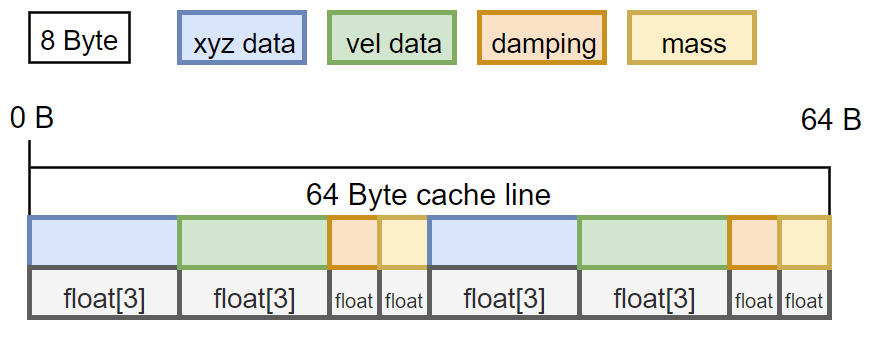 8 Byte
xyz data
vel data
damping
mass
0 B
64 B
64 Byte cache line
float[3]
float[3]
float
float
float[3]
float[3]
float
float